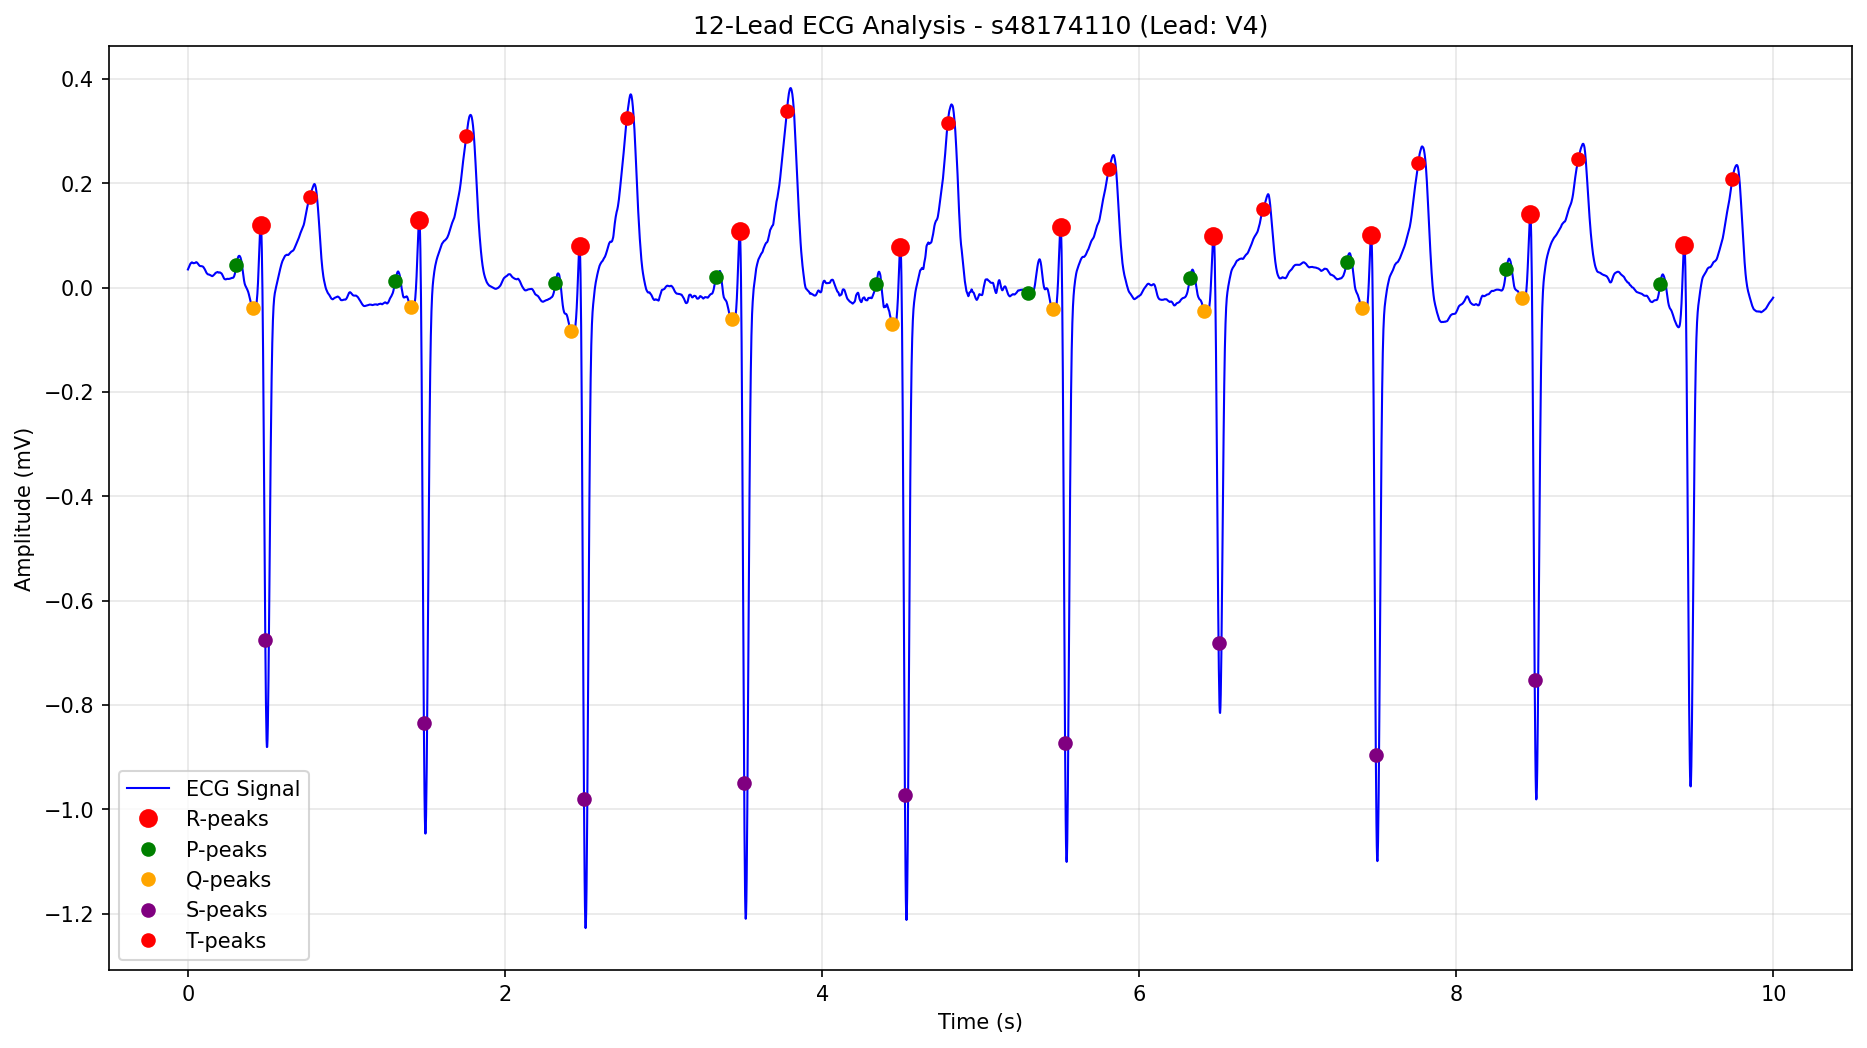 12-Lead ECG Analysis - s48174110 (Lead: V4)
Amplitude (mV)
0.4
0.2
0.0
−0.2
−0.4
−0.6
−0.8
−1.0
−1.2
ECG Signal
R-peaks
P-peaks
Q-peaks
S-peaks
T-peaks
0 2 4 6 8 10
Time (s)